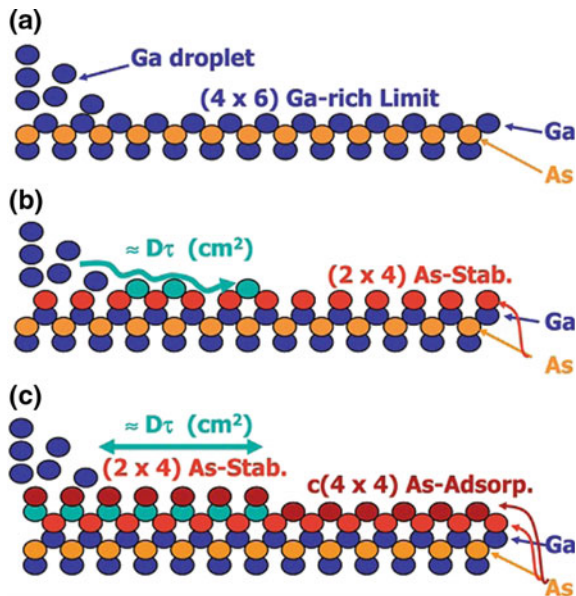 (a)
Ga droplet
(4 x 6) Ga-rich Limit
Ga
As
(b)
≈ Dτ (cm²)
(2 x 4) As-Stab.
Ga
As
(c)
≈ Dτ (cm²)
(2 x 4) As-Stab.
c(4 x 4) As-Adsorp.
Ga
As